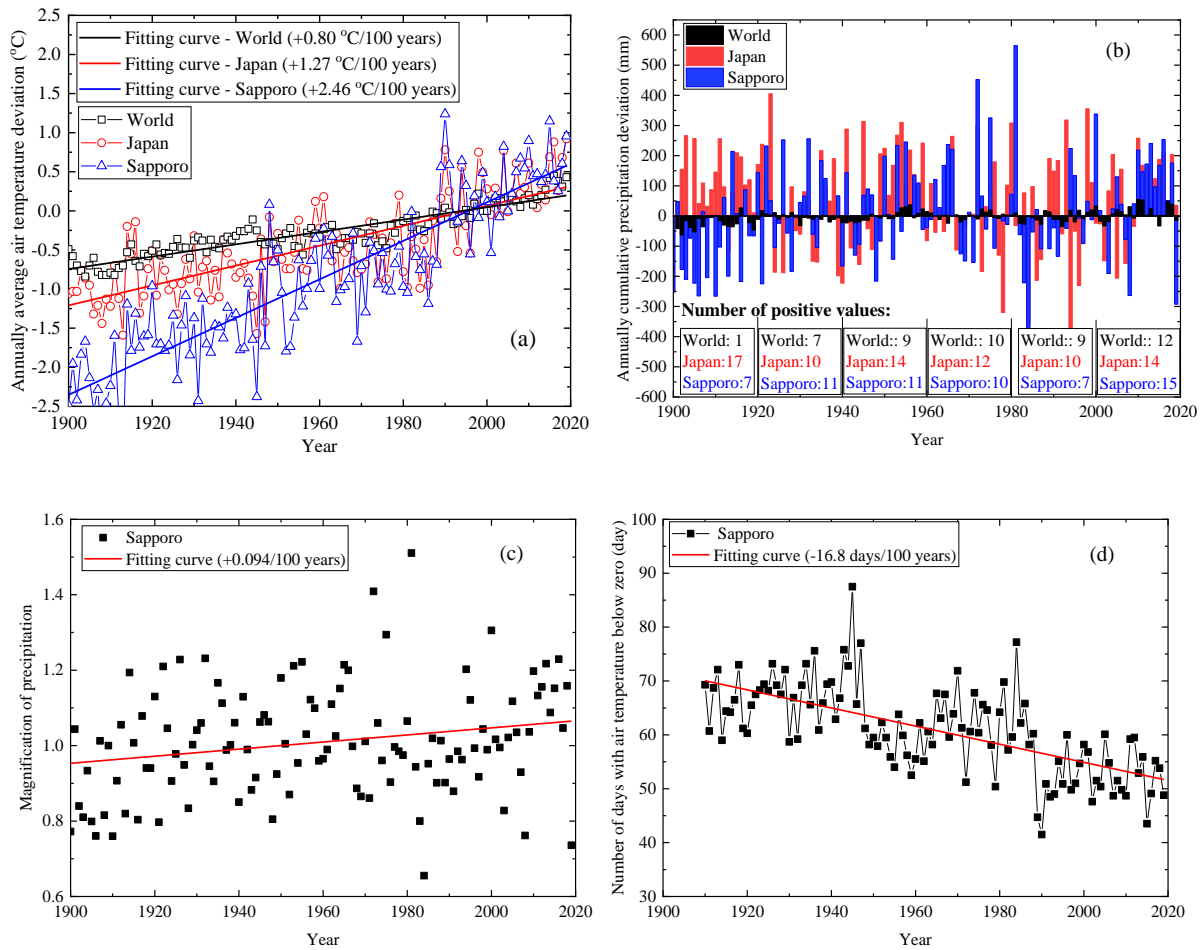 Fitting curve - World (+0.80 °C/100 years)
Fitting curve - Japan (+1.27 °C/100 years)
Fitting curve - Sapporo (+2.46 °C/100 years)
World
Japan
Sapporo
(a)
Annually average air temperature deviation (°C)
2.5
2.0
1.5
1.0
0.5
0.0
-0.5
-1.0
-1.5
-2.0
-2.5
1900 1920 1940 1960 1980 2000 2020
Year
World
Japan
Sapporo
(b)
Annually cumulative precipitation deviation (mm)
600
500
400
300
200
100
0
-100
-200
-300
-400
-500
-600
Number of positive values:
World: 1
Japan:17
Sapporo:7
World: 7
Japan:10
Sapporo:11
World:: 9
Japan:14
Sapporo:11
World:: 10
Japan:12
Sapporo:10
World:: 9
Japan:10
Sapporo:7
World:: 12
Japan:14
Sapporo:15
1900 1920 1940 1960 1980 2000 2020
Year
Sapporo
Fitting curve (+0.094/100 years)
(c)
Magnification of precipitation
1.6
1.4
1.2
1.0
0.8
0.6
1900 1920 1940 1960 1980 2000 2020
Year
Sapporo
Fitting curve (-16.8 days/100 years)
(d)
Number of days with air temperature below zero (day)
100
90
80
70
60
50
40
30
1900 1920 1940 1960 1980 2000 2020
Year